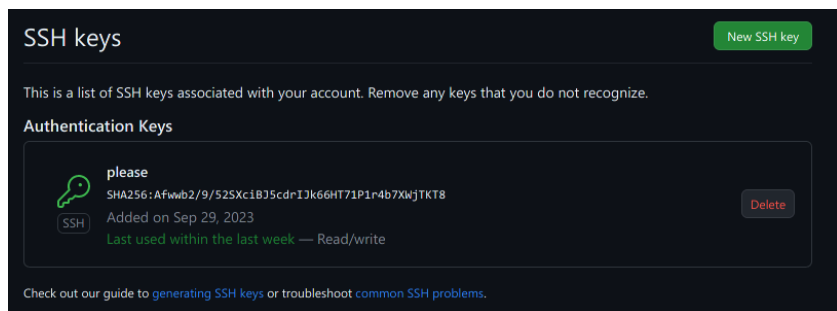 SSH keys
New SSH key
This is a list of SSH keys associated with your account. Remove any keys that you do not recognize.
Authentication Keys
please
SHA256:Afwwb2/9/52SXciBJ5cdrIJk66HT71P1r4b7XWjTKT8
Added on Sep 29, 2023
Last used within the last week — Read/write
SSH
Delete
Check out our guide to generating SSH keys or troubleshoot common SSH problems.